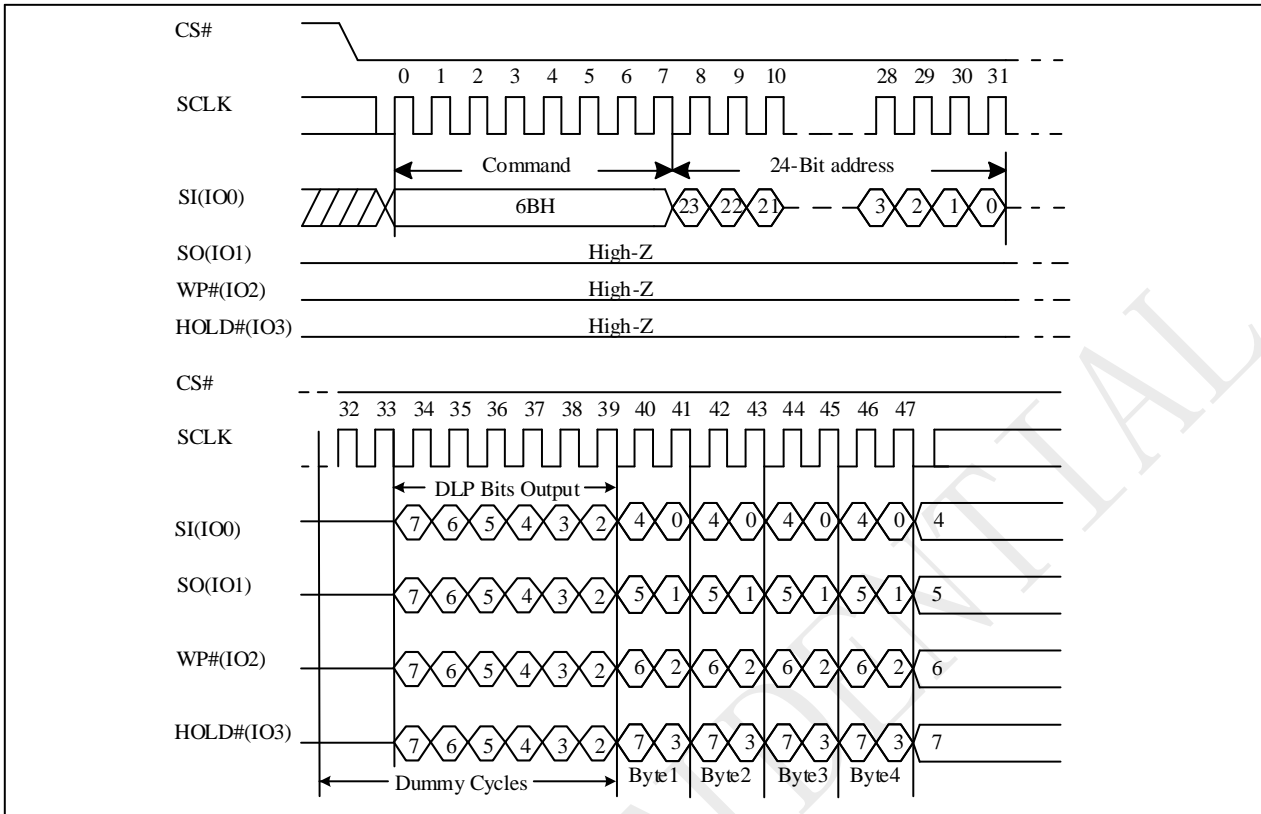 CS#
0 1 2 3 4 5 6 7 8 9 10 28 29 30 31
SCLK
Command 24-Bit address
SI(IO0) 6BH 23 22 21 3 2 1 0
SO(IO1) High-Z
WP#(IO2) High-Z
HOLD#(IO3) High-Z
CS#
32 33 34 35 36 37 38 39 40 41 42 43 44 45 46 47
SCLK
DLP Bits Output
SI(IO0) 7 6 5 4 3 2 4 0 4 0 4 0 4 0 4
SO(IO1) 7 6 5 4 3 2 5 1 5 1 5 1 5 1 5
WP#(IO2) 7 6 5 4 3 2 6 2 6 2 6 2 6 2 6
HOLD#(IO3) 7 6 5 4 3 2 7 3 7 3 7 3 7 3 7
Dummy Cycles Byte1 Byte2 Byte3 Byte4